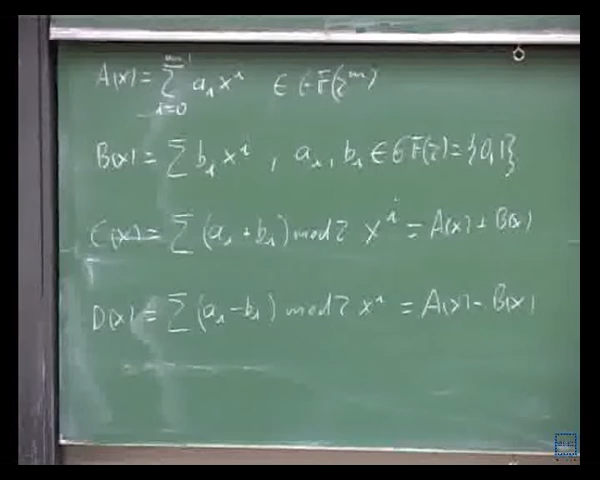 A(x) = ∑_{i=0}^{m-1} a_i x^i ∈ GF(2^m)
B(x) = ∑ b_i x^i , a_i, b_i ∈ GF(2) = {0,1}
C(x) = ∑ (a_i + b_i) mod 2 x^i = A(x) + B(x)
D(x) = ∑ (a_i - b_i) mod 2 x^i = A(x) - B(x)